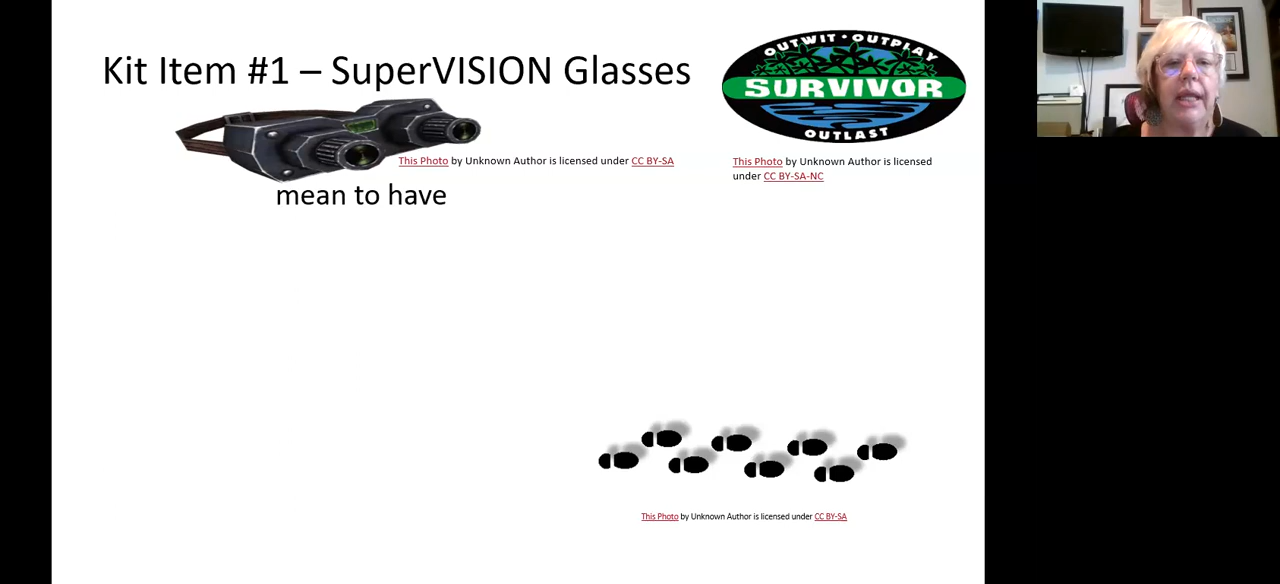 Kit Item #1 – SuperVISION Glasses
OUTWIT • OUTPLAY
SURVIVOR
OUTLAST
This Photo by Unknown Author is licensed under CC BY-SA
This Photo by Unknown Author is licensed
under CC BY-SA-NC
mean to have
This Photo by Unknown Author is licensed under CC BY-SA